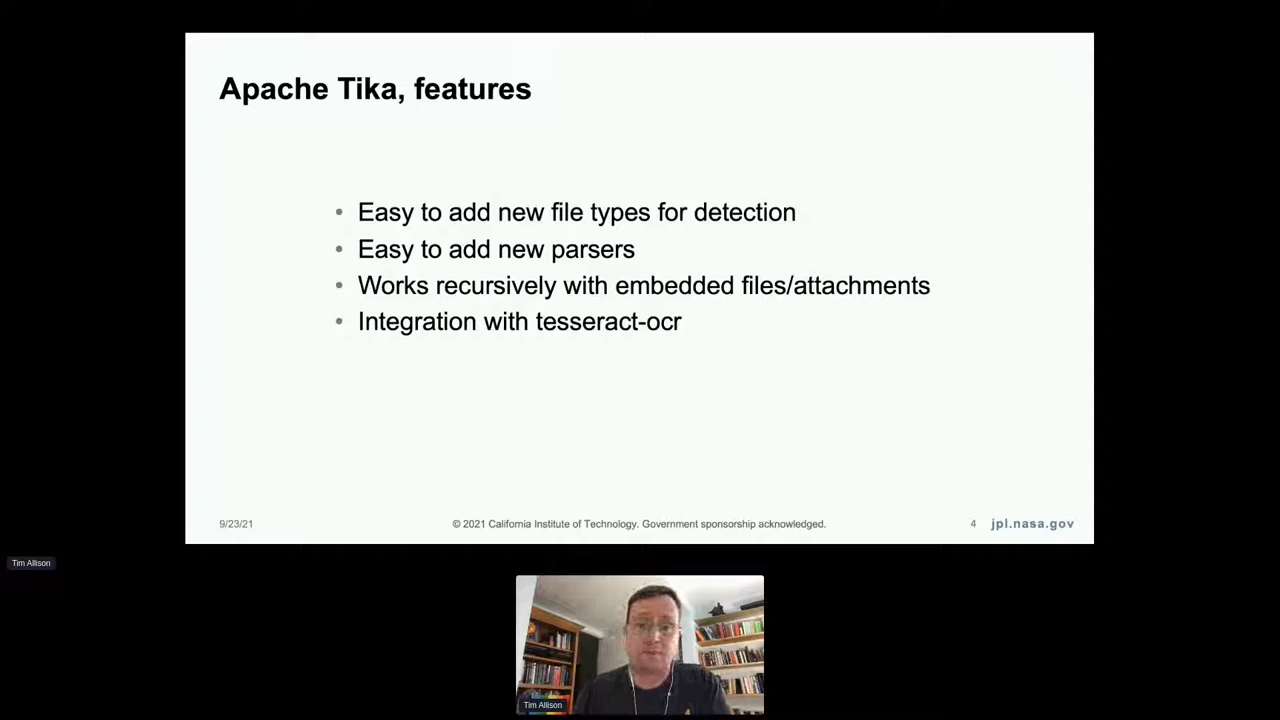 Apache Tika, features
• Easy to add new file types for detection
• Easy to add new parsers
• Works recursively with embedded files/attachments
• Integration with tesseract-ocr
9/23/21
© 2021 California Institute of Technology. Government sponsorship acknowledged.
4
jpl.nasa.gov
Tim Allison
Tim Allison